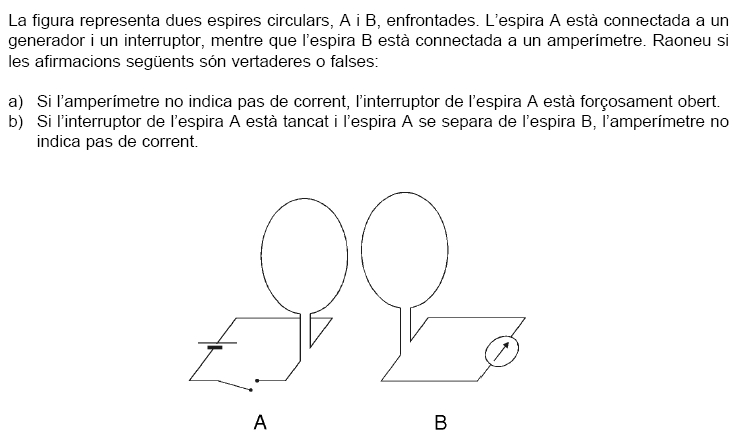 La figura representa dues espires circulars, A i B, enfrontades. L'espira A està connectada a un
generador i un interruptor, mentre que l'espira B està connectada a un amperímetre. Raoneu si
les afirmacions següents són vertaderes o falses:
a) Si l'amperímetre no indica pas de corrent, l'interruptor de l'espira A està forçosament obert.
b) Si l'interruptor de l'espira A està tancat i l'espira A se separa de l'espira B, l'amperímetre no
indica pas de corrent.
A B